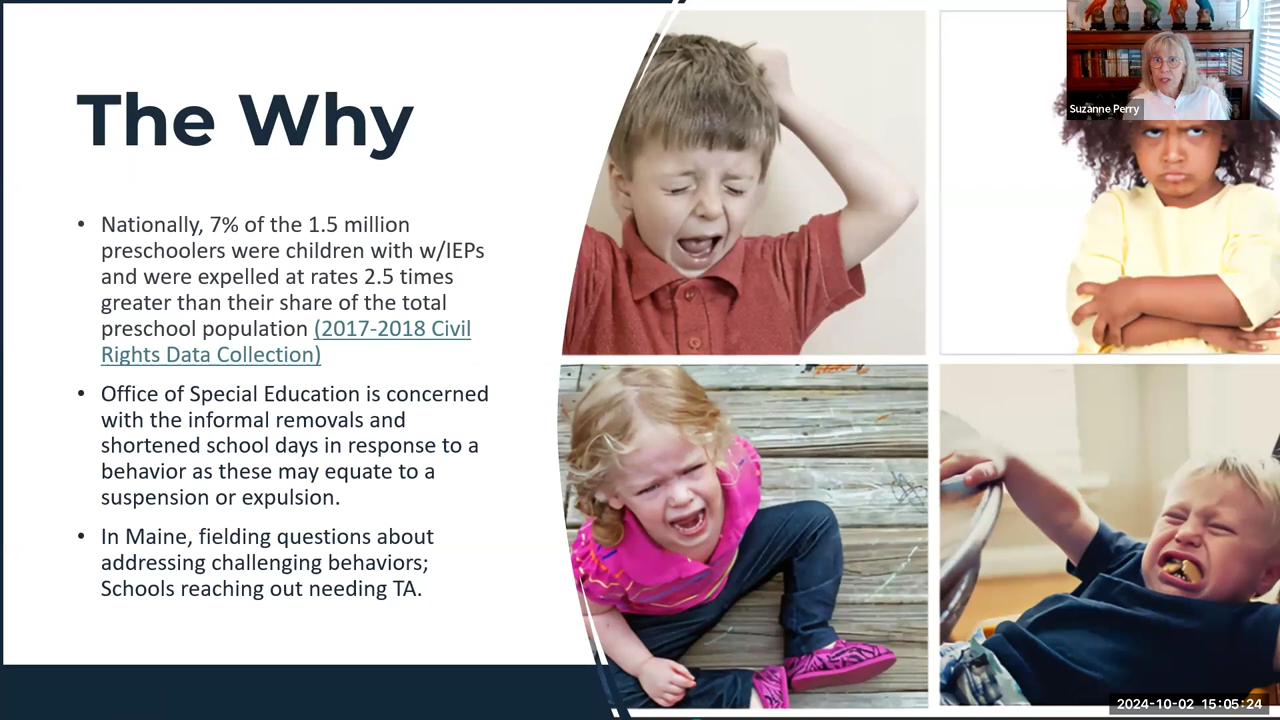 The Why
• Nationally, 7% of the 1.5 million
preschoolers were children with w/IEPs
and were expelled at rates 2.5 times
greater than their share of the total
preschool population (2017-2018 Civil
Rights Data Collection)
• Office of Special Education is concerned
with the informal removals and
shortened school days in response to a
behavior as these may equate to a
suspension or expulsion.
• In Maine, fielding questions about
addressing challenging behaviors;
Schools reaching out needing TA.
Suzanne Perry
2024-10-02 15:05:24